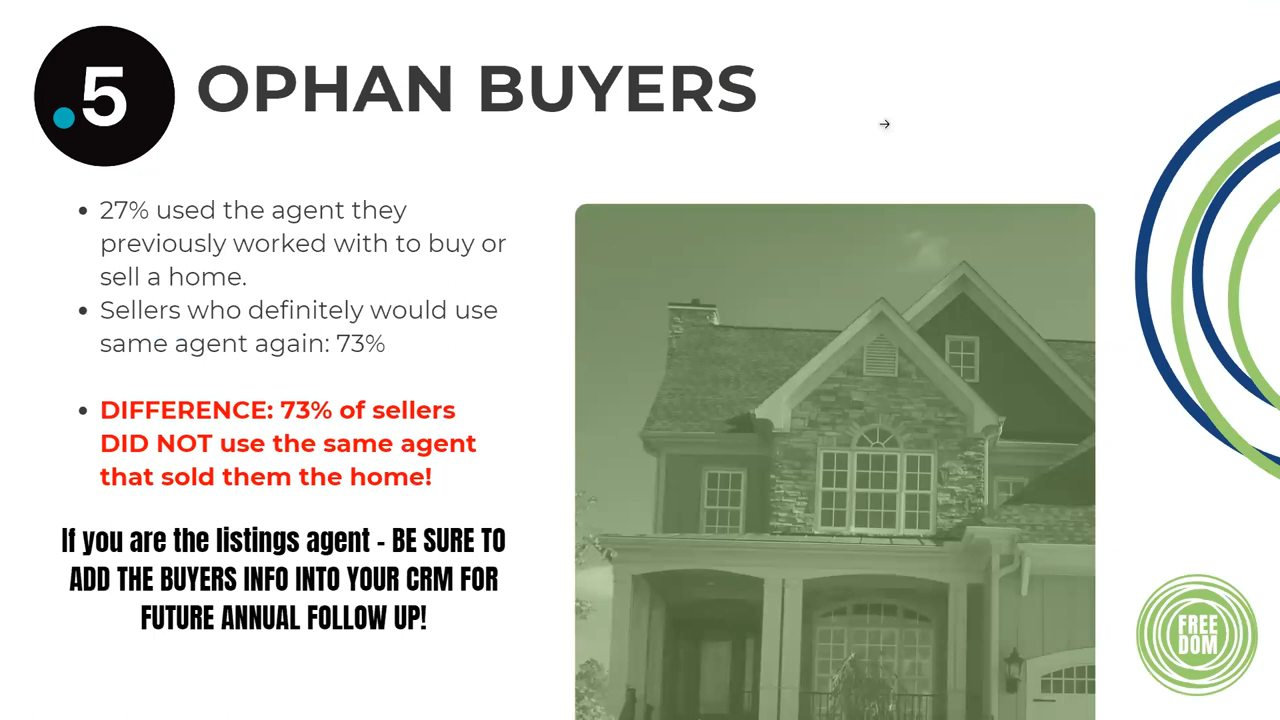 .5
OPHAN BUYERS
• 27% used the agent they
previously worked with to buy or
sell a home.
• Sellers who definitely would use
same agent again: 73%
• DIFFERENCE: 73% of sellers
DID NOT use the same agent
that sold them the home!
If you are the listings agent - BE SURE TO
ADD THE BUYERS INFO INTO YOUR CRM FOR
FUTURE ANNUAL FOLLOW UP!
FREE
DOM